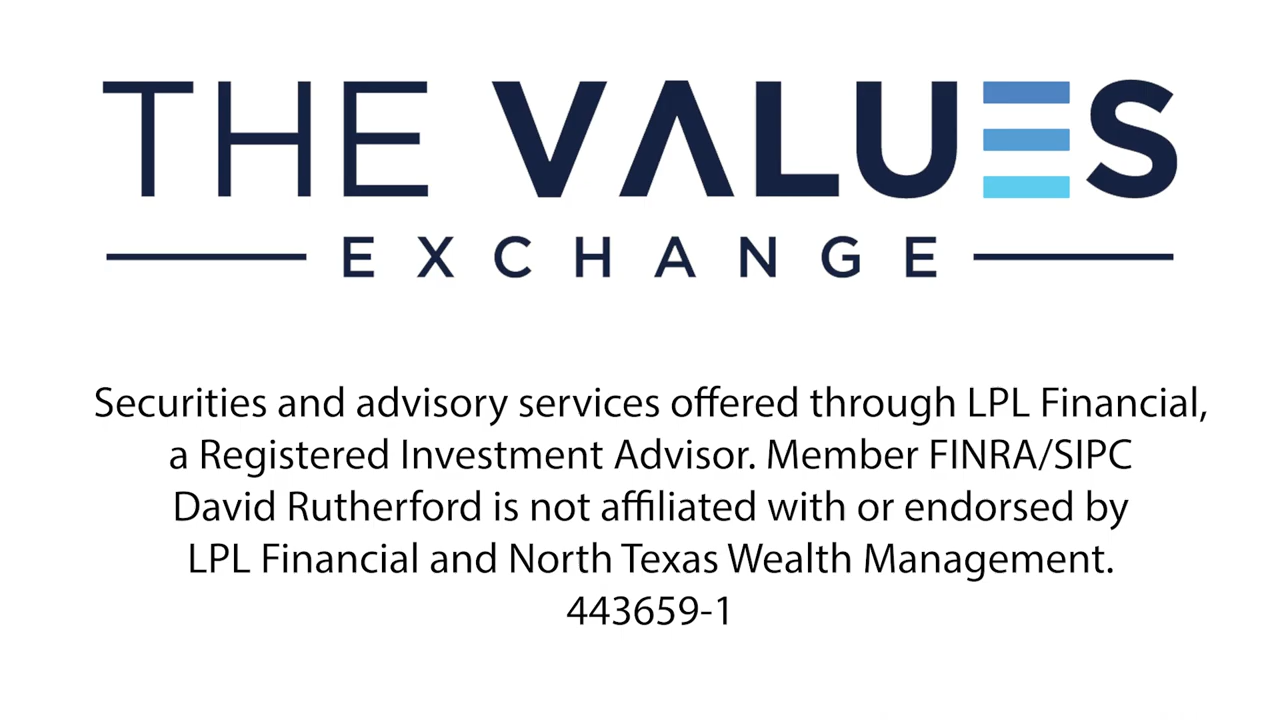 THE VALUES
EXCHANGE
Securities and advisory services offered through LPL Financial,
a Registered Investment Advisor. Member FINRA/SIPC
David Rutherford is not affiliated with or endorsed by
LPL Financial and North Texas Wealth Management.
443659-1